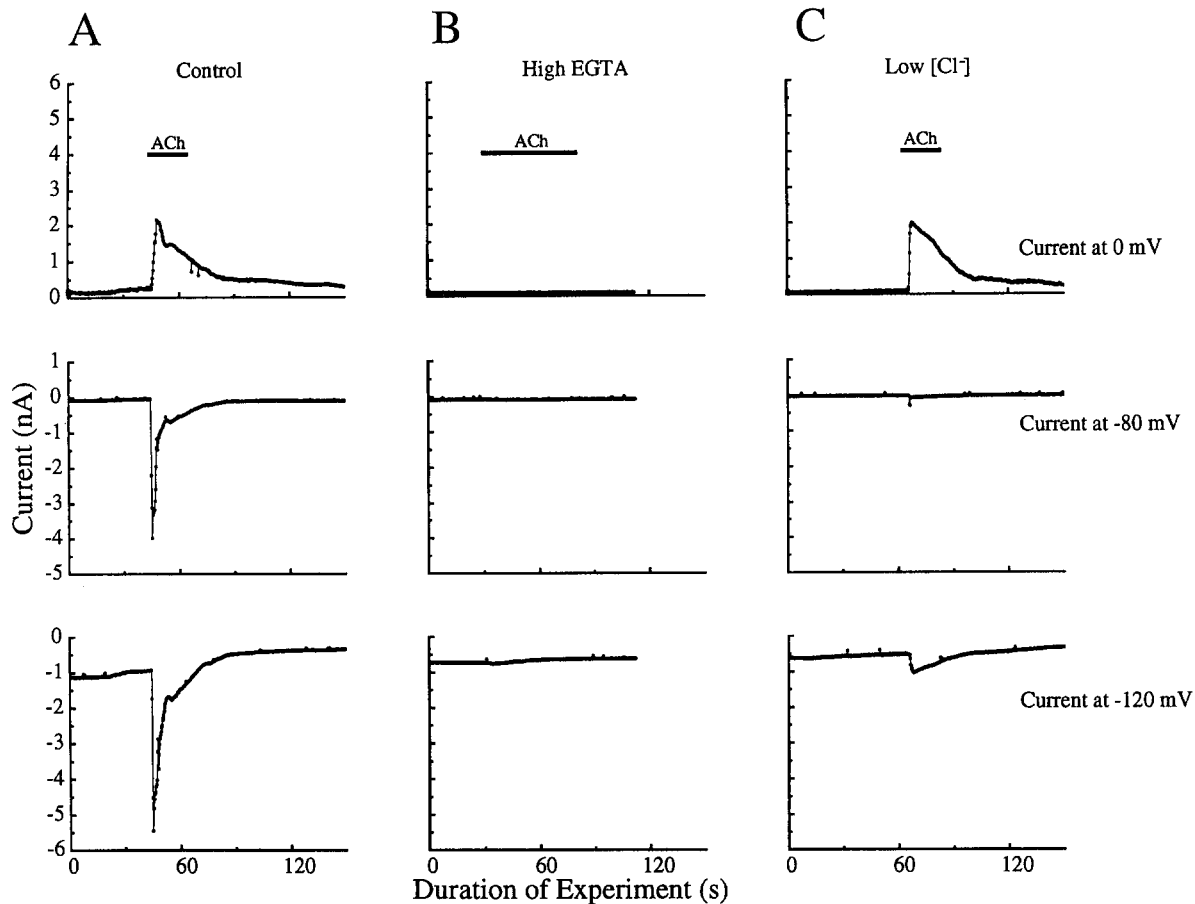 A
B
C
Control
High EGTA
Low [Cl⁻]
6
5
4
3
2
1
0
ACh
ACh
ACh
Current at 0 mV
1
0
-1
-2
-3
-4
-5
Current at -80 mV
Current (nA)
0
-1
-2
-3
-4
-5
-6
Current at -120 mV
0 60 120
0 60 120
0 60 120
Duration of Experiment (s)